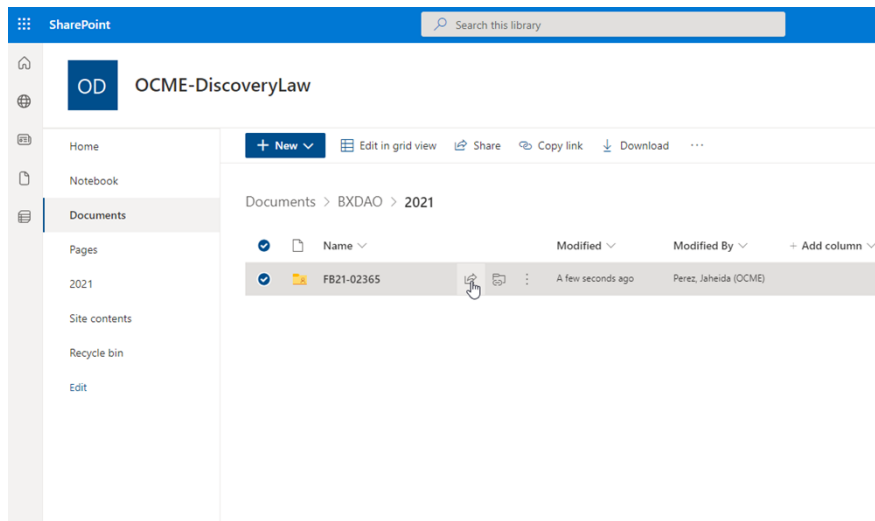 SharePoint
Search this library
OD
OCME-DiscoveryLaw
Home
Notebook
Documents
Pages
2021
Site contents
Recycle bin
Edit
New
Edit in grid view
Share
Copy link
Download
Documents > BXDAO > 2021
Name
Modified
Modified By
+ Add column
FB21-02365
A few seconds ago
Perez, Jaheida (OCME)